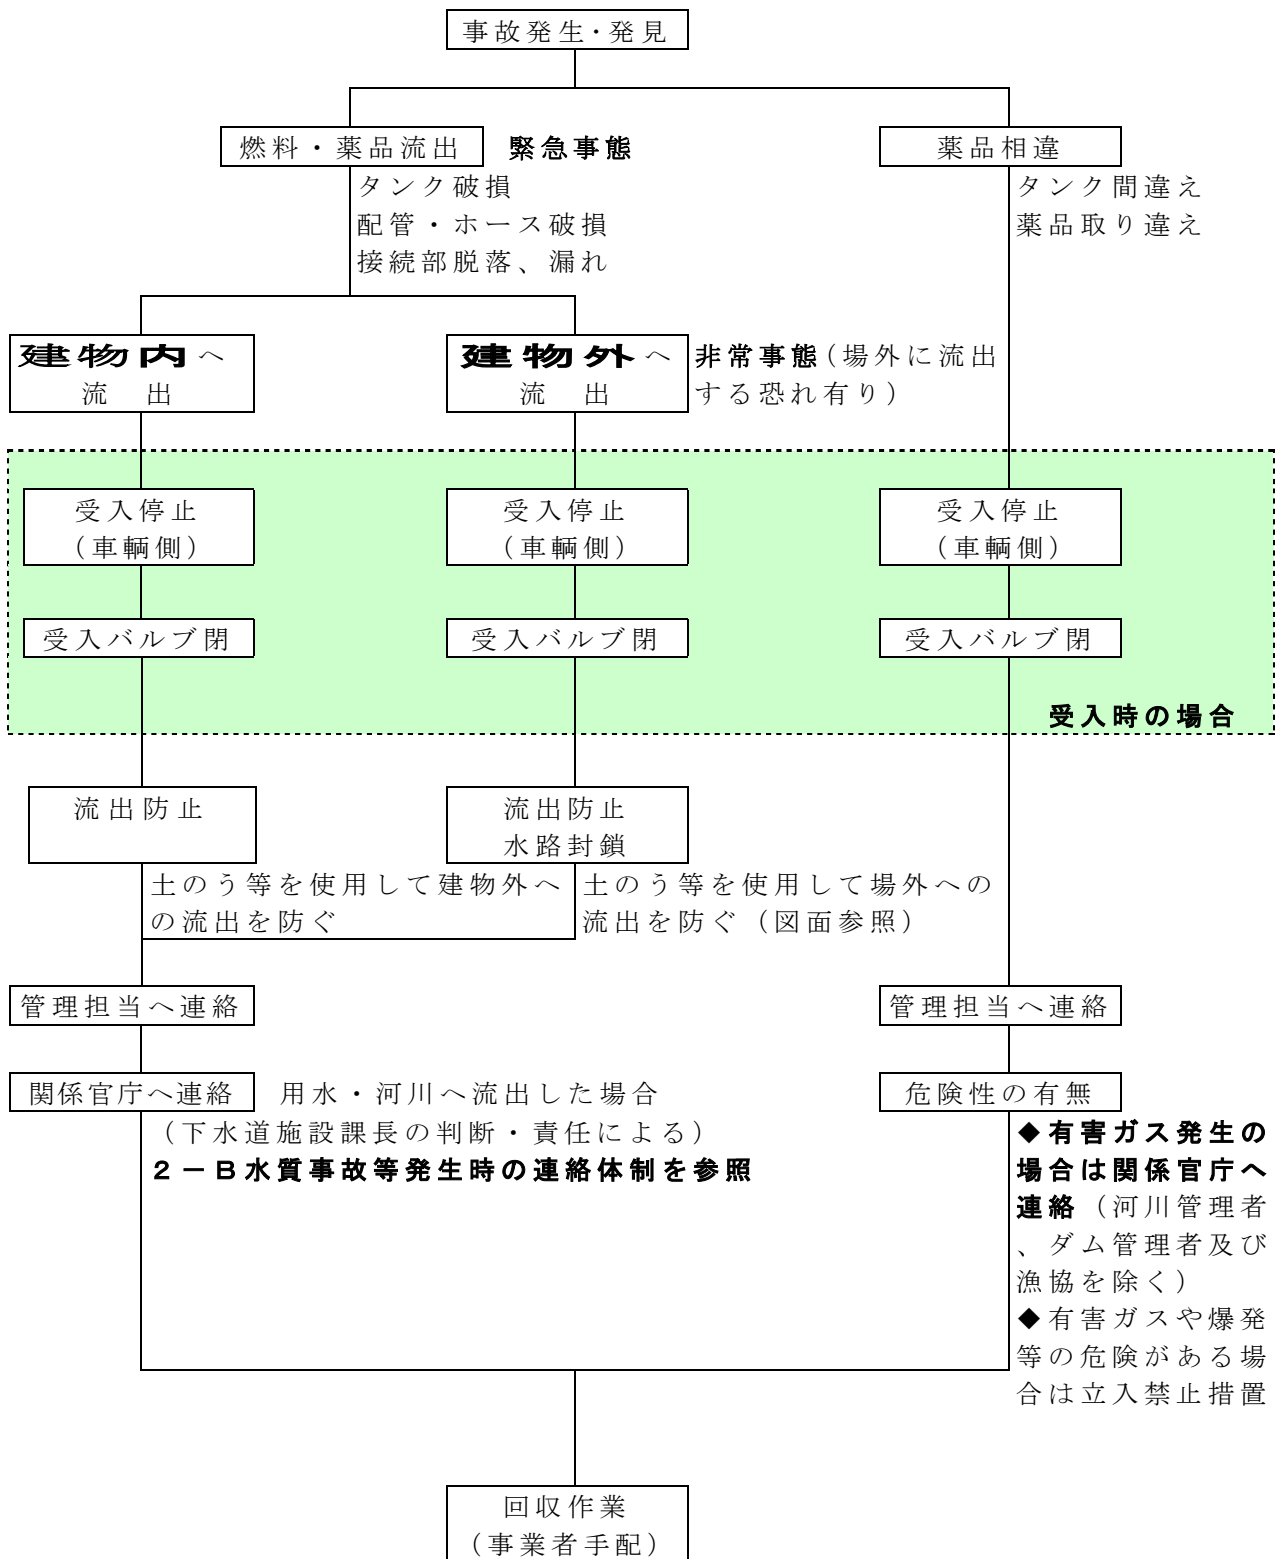 事故発生・発見
燃料・薬品流出
緊急事態
薬品相違
タンク破損
配管・ホース破損
接続部脱落、漏れ
タンク間違え
薬品取り違え
建物内へ
流　出
建物外へ
流　出
非常事態（場外に流出
する恐れ有り）
受入停止
（車輌側）
受入停止
（車輌側）
受入停止
（車輌側）
受入バルブ閉
受入バルブ閉
受入バルブ閉
受入時の場合
流出防止
流出防止
水路封鎖
土のう等を使用して建物外へ
の流出を防ぐ
土のう等を使用して場外への
流出を防ぐ（図面参照）
管理担当へ連絡
管理担当へ連絡
関係官庁へ連絡
用水・河川へ流出した場合
（下水道施設課長の判断・責任による）
２－Ｂ水質事故等発生時の連絡体制を参照
危険性の有無
◆有害ガス発生の
場合は関係官庁へ
連絡（河川管理者
、ダム管理者及び
漁協を除く）
◆有害ガスや爆発
等の危険がある場
合は立入禁止措置
回収作業
（事業者手配）